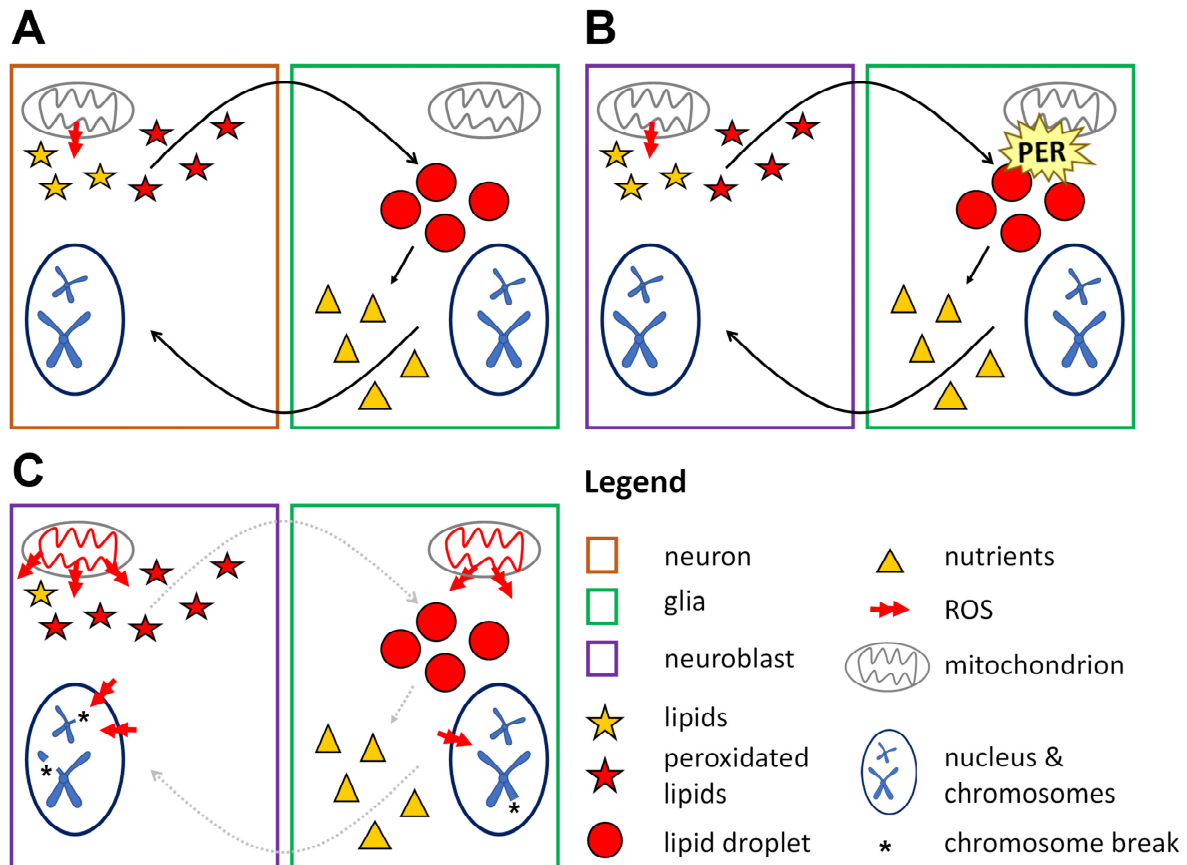 A
B
PER
C
Legend
neuron
glia
neuroblast
lipids
peroxidated
lipids
lipid droplet
nutrients
ROS
mitochondrion
nucleus &
chromosomes
* chromosome break